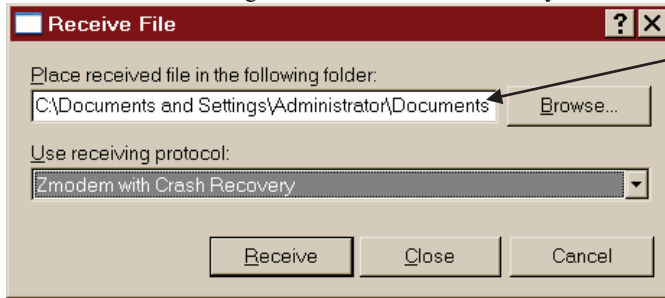 Receive File
Place received file in the following folder:
C:\Documents and Settings\Administrator\Documents
Browse...
Use receiving protocol:
Zmodem with Crash Recovery
Receive Close Cancel